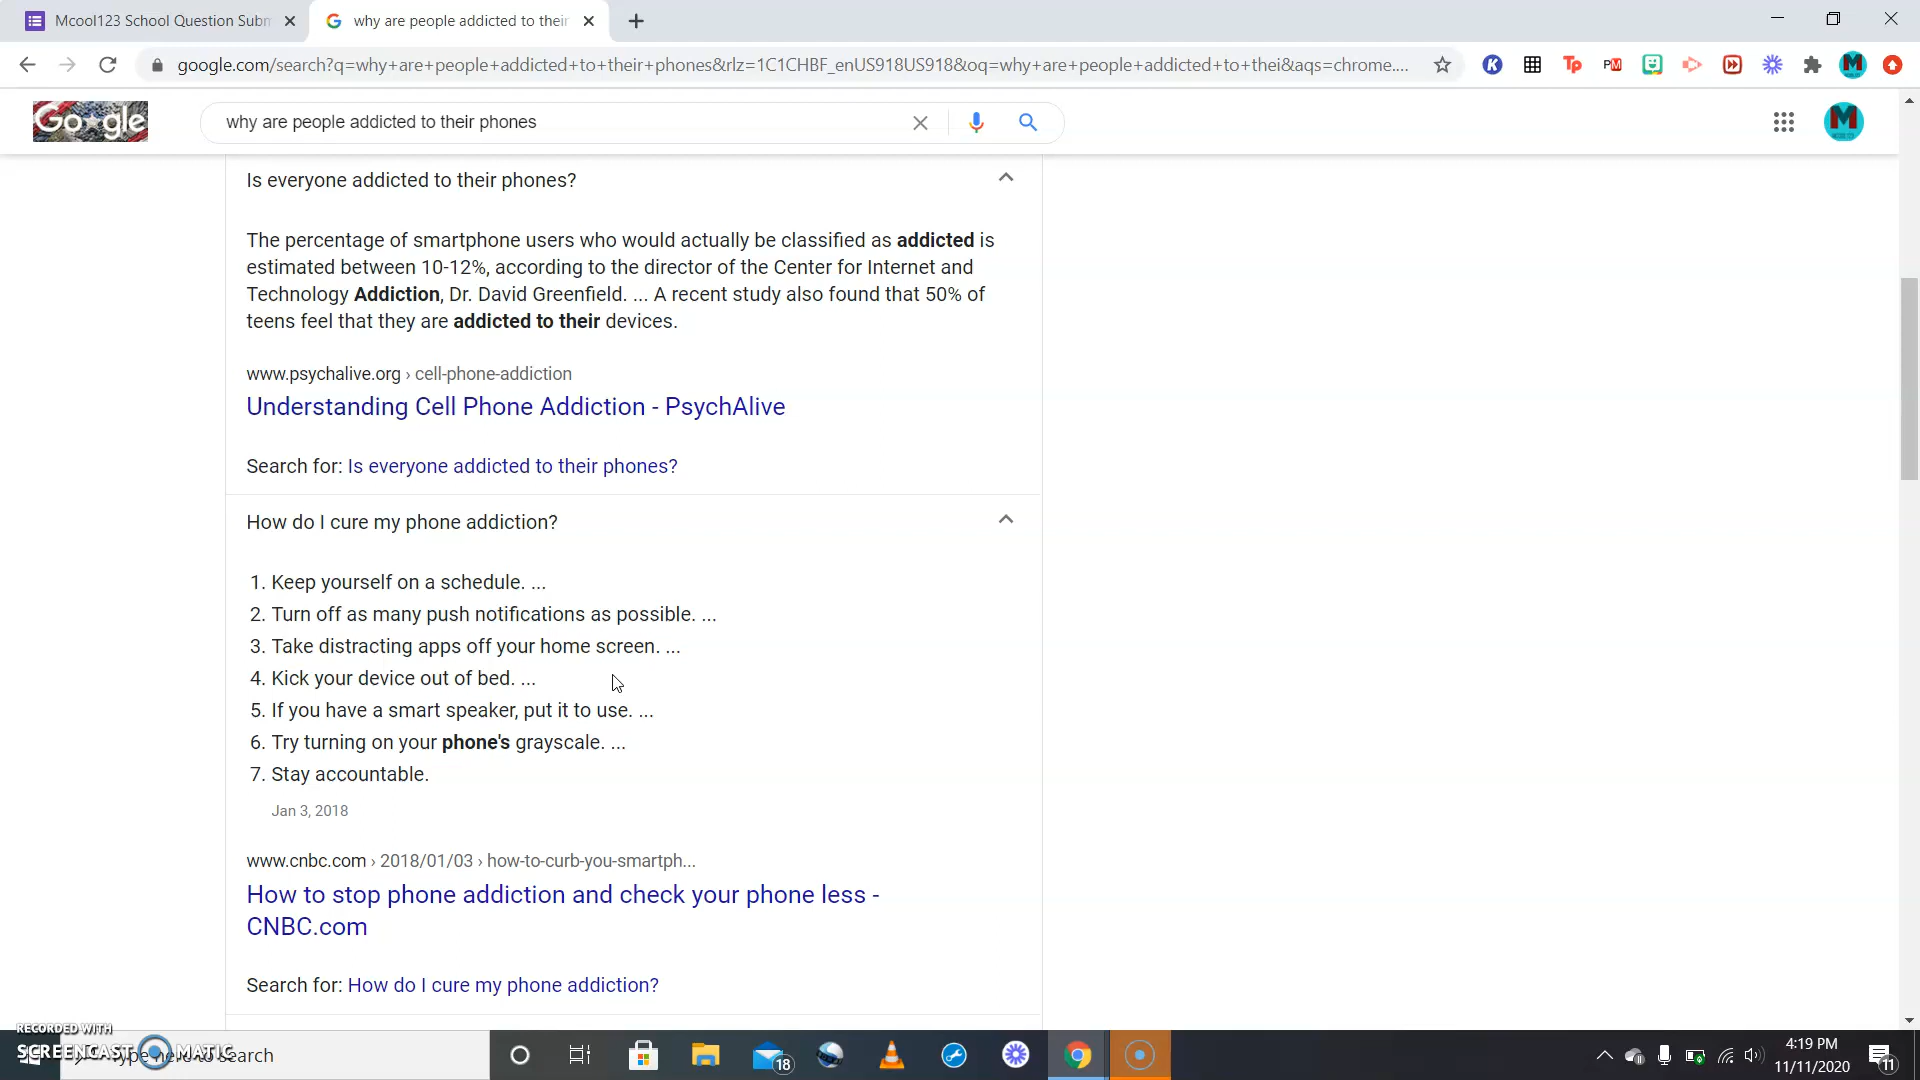 Mcool123 School Question Subm
why are people addicted to their
google.com/search?q=why+are+people+addicted+to+their+phones&rlz=1C1CHBF_enUS918US918&oq=why+are+people+addicted+to+thei&aqs=chrome....
Google
why are people addicted to their phones
Is everyone addicted to their phones?
The percentage of smartphone users who would actually be classified as addicted is
estimated between 10-12%, according to the director of the Center for Internet and
Technology Addiction, Dr. David Greenfield. ... A recent study also found that 50% of
teens feel that they are addicted to their devices.
www.psychalive.org › cell-phone-addiction
Understanding Cell Phone Addiction - PsychAlive
Search for: Is everyone addicted to their phones?
How do I cure my phone addiction?
1. Keep yourself on a schedule. ...
2. Turn off as many push notifications as possible. ...
3. Take distracting apps off your home screen. ...
4. Kick your device out of bed. ...
5. If you have a smart speaker, put it to use. ...
6. Try turning on your phone's grayscale. ...
7. Stay accountable.
Jan 3, 2018
www.cnbc.com › 2018/01/03 › how-to-curb-you-smartph...
How to stop phone addiction and check your phone less -
CNBC.com
Search for: How do I cure my phone addiction?
RECORDED WITH
SCREENCAST MATIC
Type here to search
18
4:19 PM
11/11/2020
11